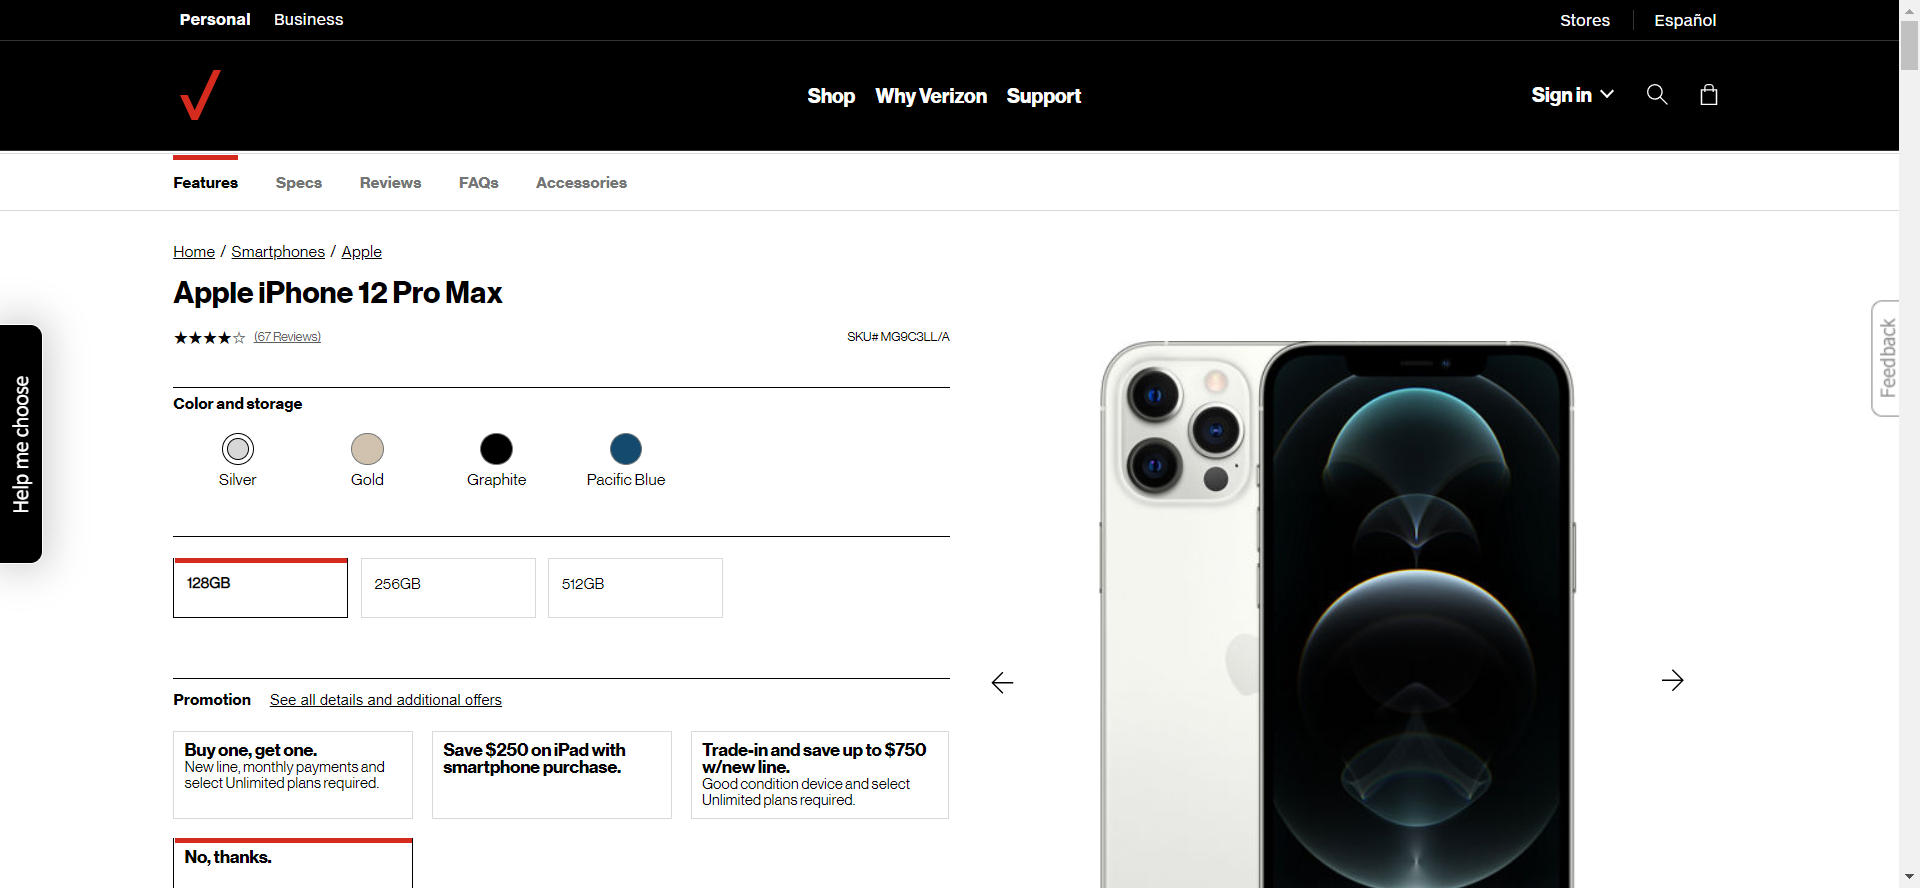 Personal
Business
Stores
Español
Shop
Why Verizon
Support
Sign in
Features
Specs
Reviews
FAQs
Accessories
Home / Smartphones / Apple
Apple iPhone 12 Pro Max
(67 Reviews)
SKU# MG9C3LL/A
Color and storage
Silver
Gold
Graphite
Pacific Blue
128GB
256GB
512GB
Promotion
See all details and additional offers
Buy one, get one.
New line, monthly payments and
select Unlimited plans required.
Save $250 on iPad with
smartphone purchase.
Trade-in and save up to $750
w/new line.
Good condition device and select
Unlimited plans required.
No, thanks.
Help me choose
Feedback